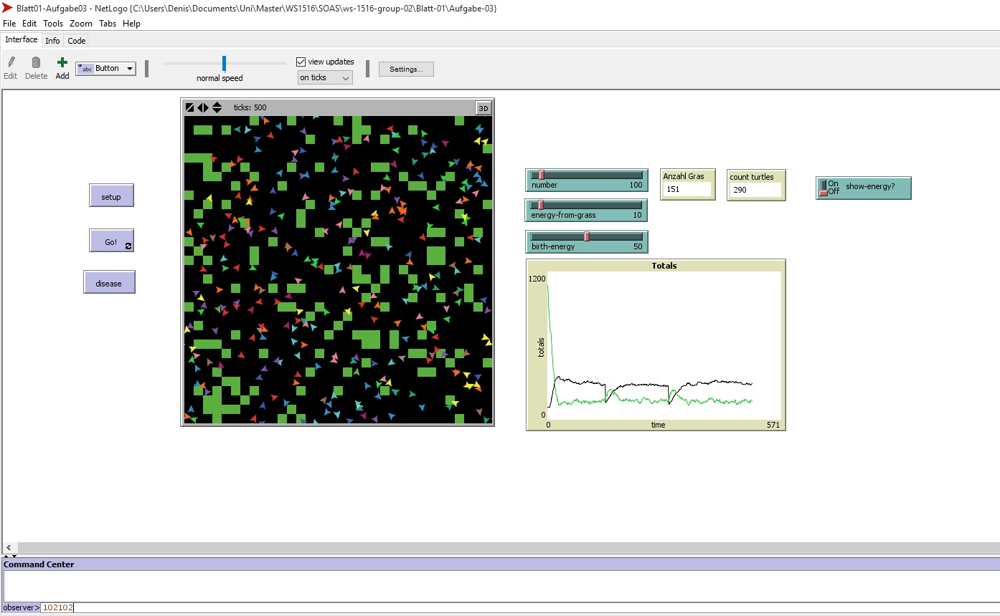 Blatt01-Aufgabe03 - NetLogo {C:\Users\Denis\Documents\Uni\Master\WS1516\SOAS\ws-1516-group-02\Blatt-01\Aufgabe-03}
File Edit Tools Zoom Tabs Help
Interface Info Code
Edit Delete Add abc Button normal speed view updates on ticks Settings...
ticks: 500 3D
setup
Go!
disease
number 100
energy-from-grass 10
birth-energy 50
Anzahl Gras
151
count turtles
290
On
Off
show-energy?
Totals
1200
totals
0
0 time 571
Command Center
observer> 102102